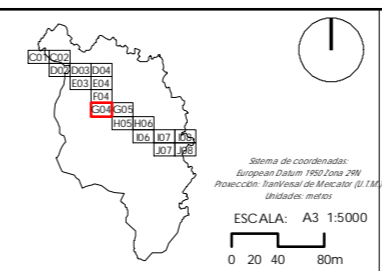 C01 C02
D02 D03 D04
E03 E04
F04
G04 G05
H05 H06
I06 I07 I08
J07 J08
Sistema de coordenadas:
European Datum 1950 Zona 29N
Proxección: TranVersal de Mercator (U.T.M.)
Unidades: metros
ESCALA: A3 1:5000
0 20 40 80m